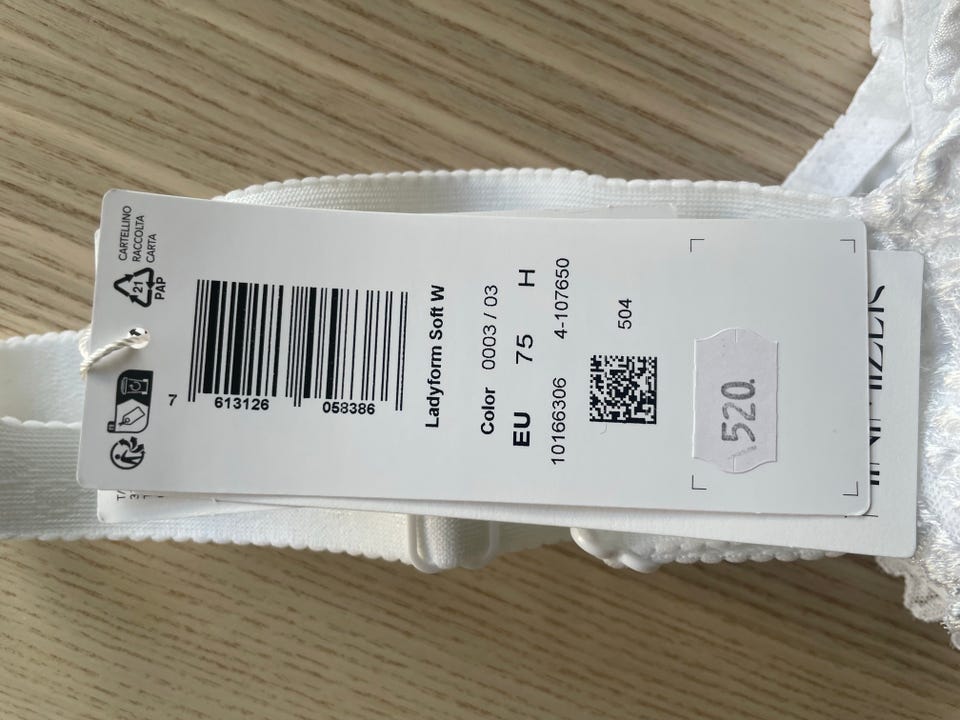 CARTELLINO
RACCOLTA
CARTA
21
PAP
7 613126 058386
Ladyform Soft W
Color 0003 / 03
EU 75 H
10166306 4-107650
504
520.